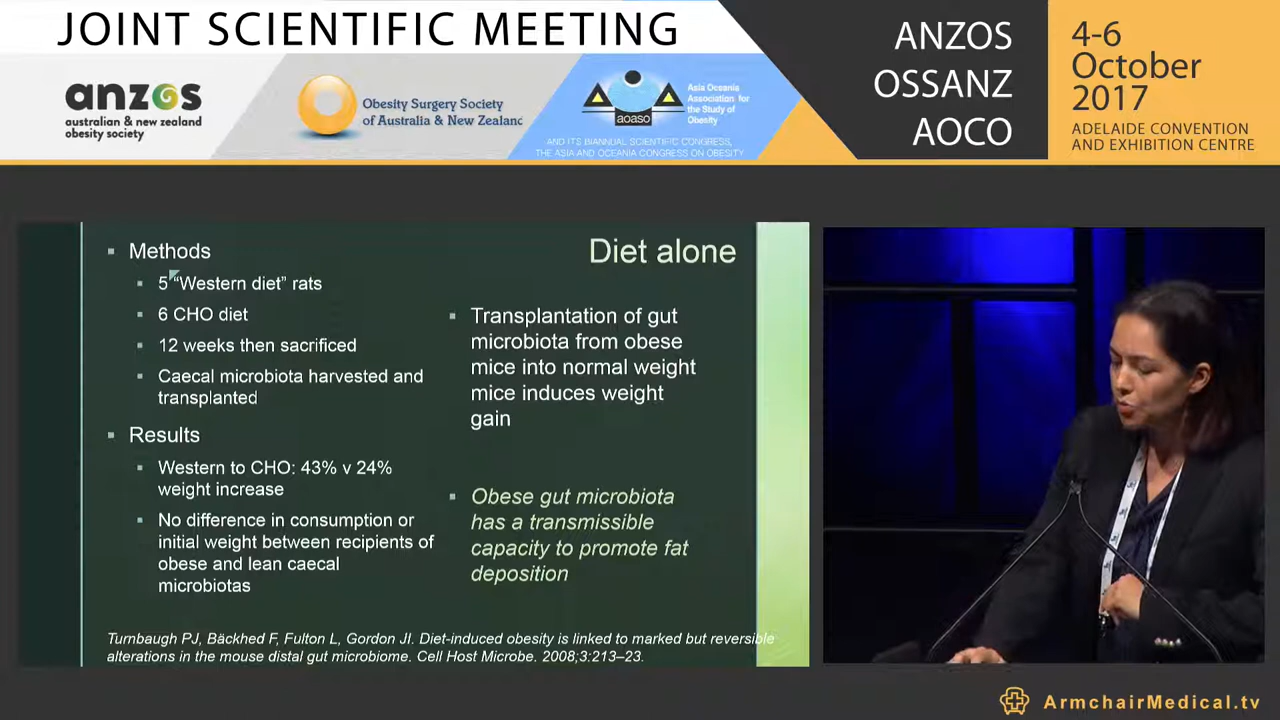 JOINT SCIENTIFIC MEETING
anzos
australian & new zealand
obesity society
Obesity Surgery Society
of Australia & New Zealand
aoaso
Asia Oceania
Association for
the Study of
Obesity
AND ITS BIANNUAL SCIENTIFIC CONGRESS,
THE ASIA AND OCEANIA CONGRESS ON OBESITY
ANZOS
OSSANZ
AOCO
4-6
October
2017
ADELAIDE CONVENTION
AND EXHIBITION CENTRE
Diet alone
Methods
5 “Western diet” rats
6 CHO diet
12 weeks then sacrificed
Caecal microbiota harvested and
transplanted
Results
Western to CHO: 43% v 24%
weight increase
No difference in consumption or
initial weight between recipients of
obese and lean caecal
microbiotas
Transplantation of gut
microbiota from obese
mice into normal weight
mice induces weight
gain
Obese gut microbiota
has a transmissible
capacity to promote fat
deposition
Turnbaugh PJ, Bäckhed F, Fulton L, Gordon JI. Diet-induced obesity is linked to marked but reversible
alterations in the mouse distal gut microbiome. Cell Host Microbe. 2008;3:213–23.
ArmchairMedical.tv